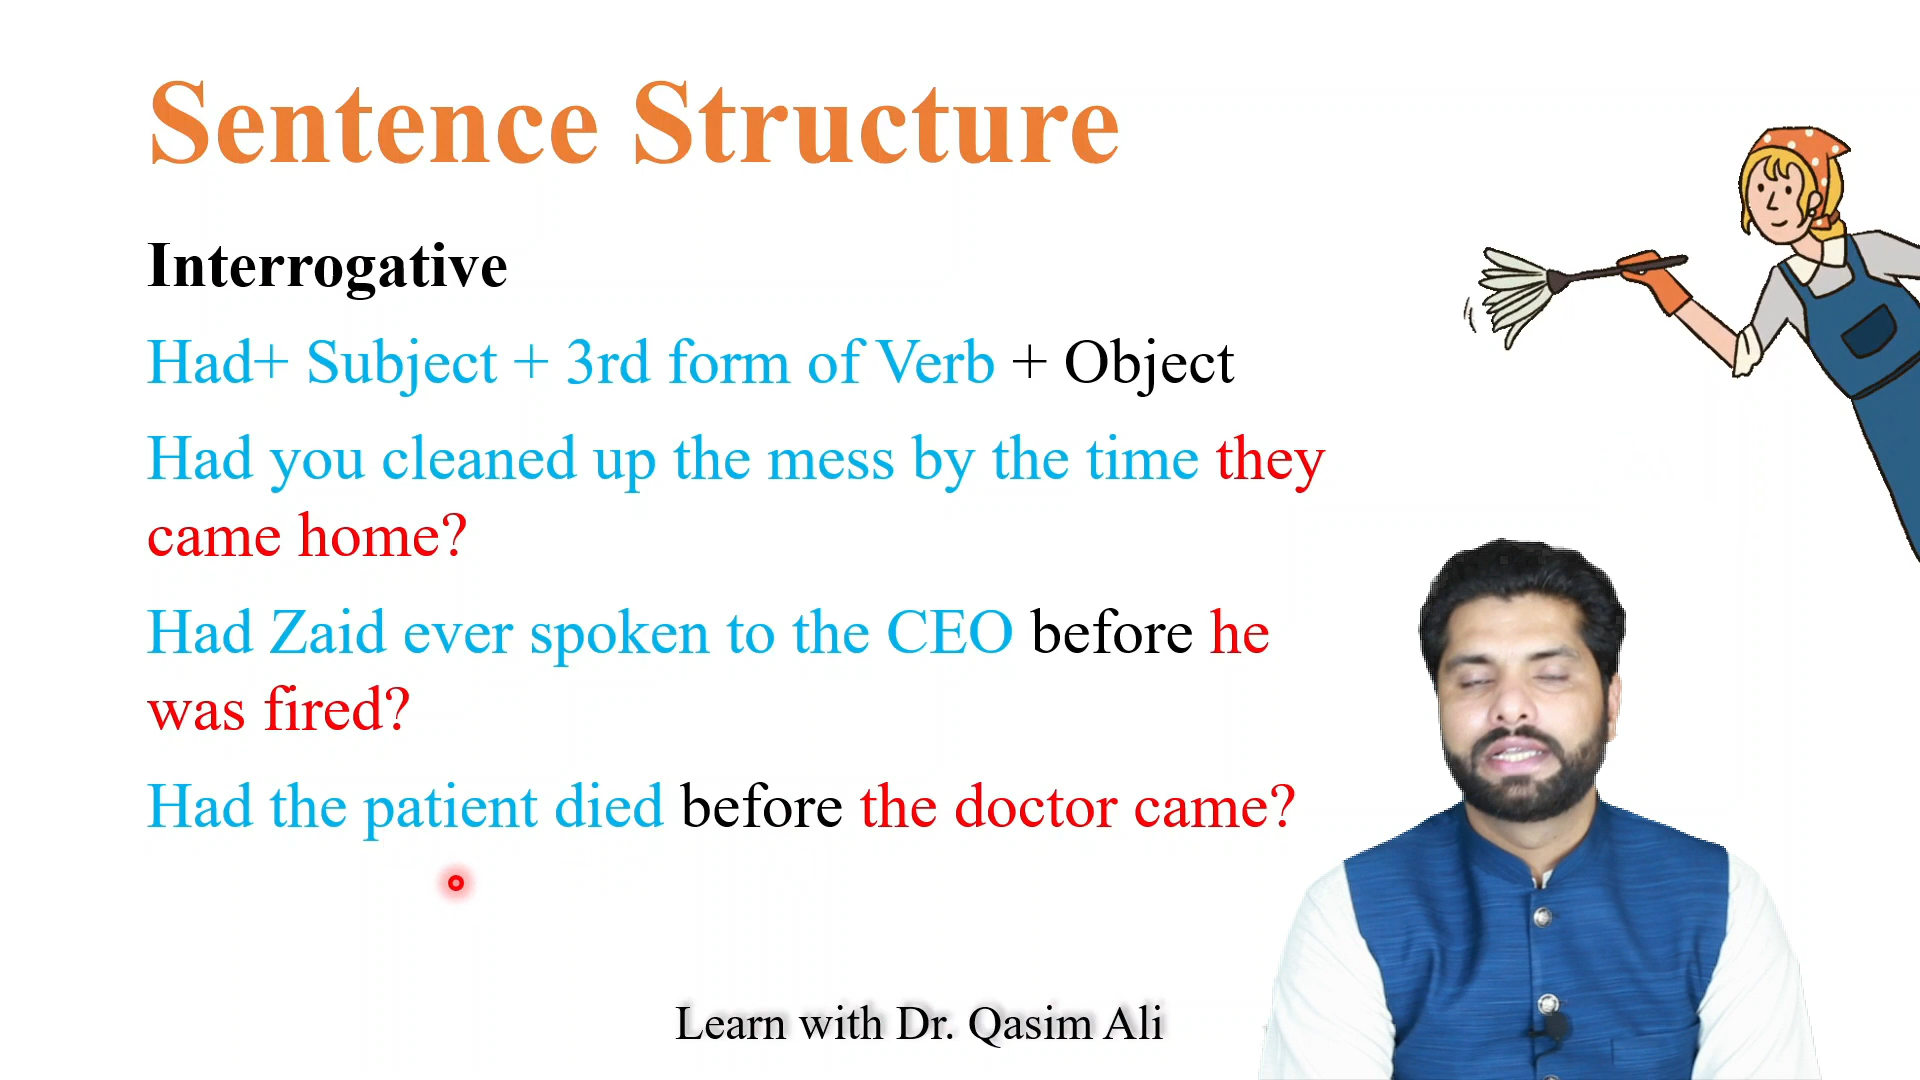 Sentence Structure
Interrogative
Had+ Subject + 3rd form of Verb + Object
Had you cleaned up the mess by the time they
came home?
Had Zaid ever spoken to the CEO before he
was fired?
Had the patient died before the doctor came?
Learn with Dr. Qasim Ali